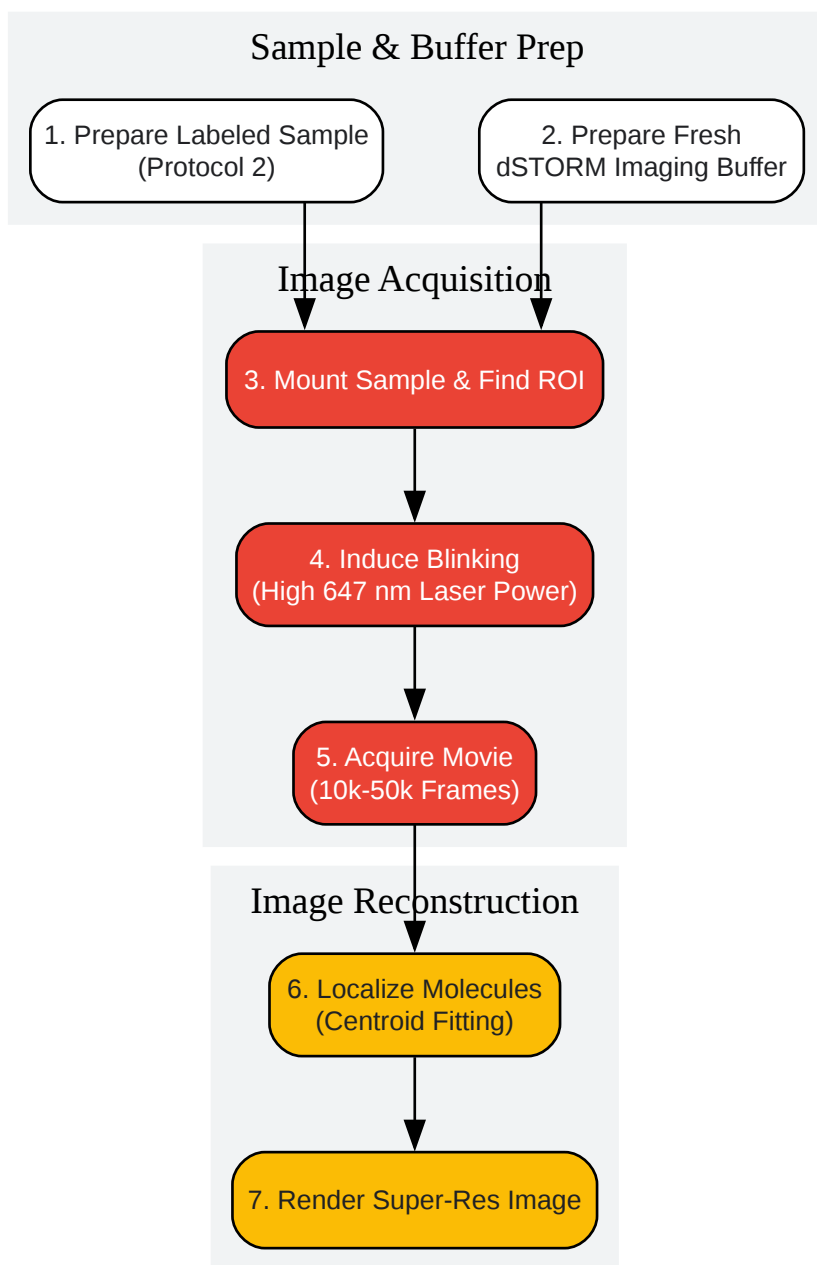 Sample & Buffer Prep
1. Prepare Labeled Sample
(Protocol 2)
2. Prepare Fresh
dSTORM Imaging Buffer
Image Acquisition
3. Mount Sample & Find ROI
4. Induce Blinking
(High 647 nm Laser Power)
5. Acquire Movie
(10k-50k Frames)
Image Reconstruction
6. Localize Molecules
(Centroid Fitting)
7. Render Super-Res Image